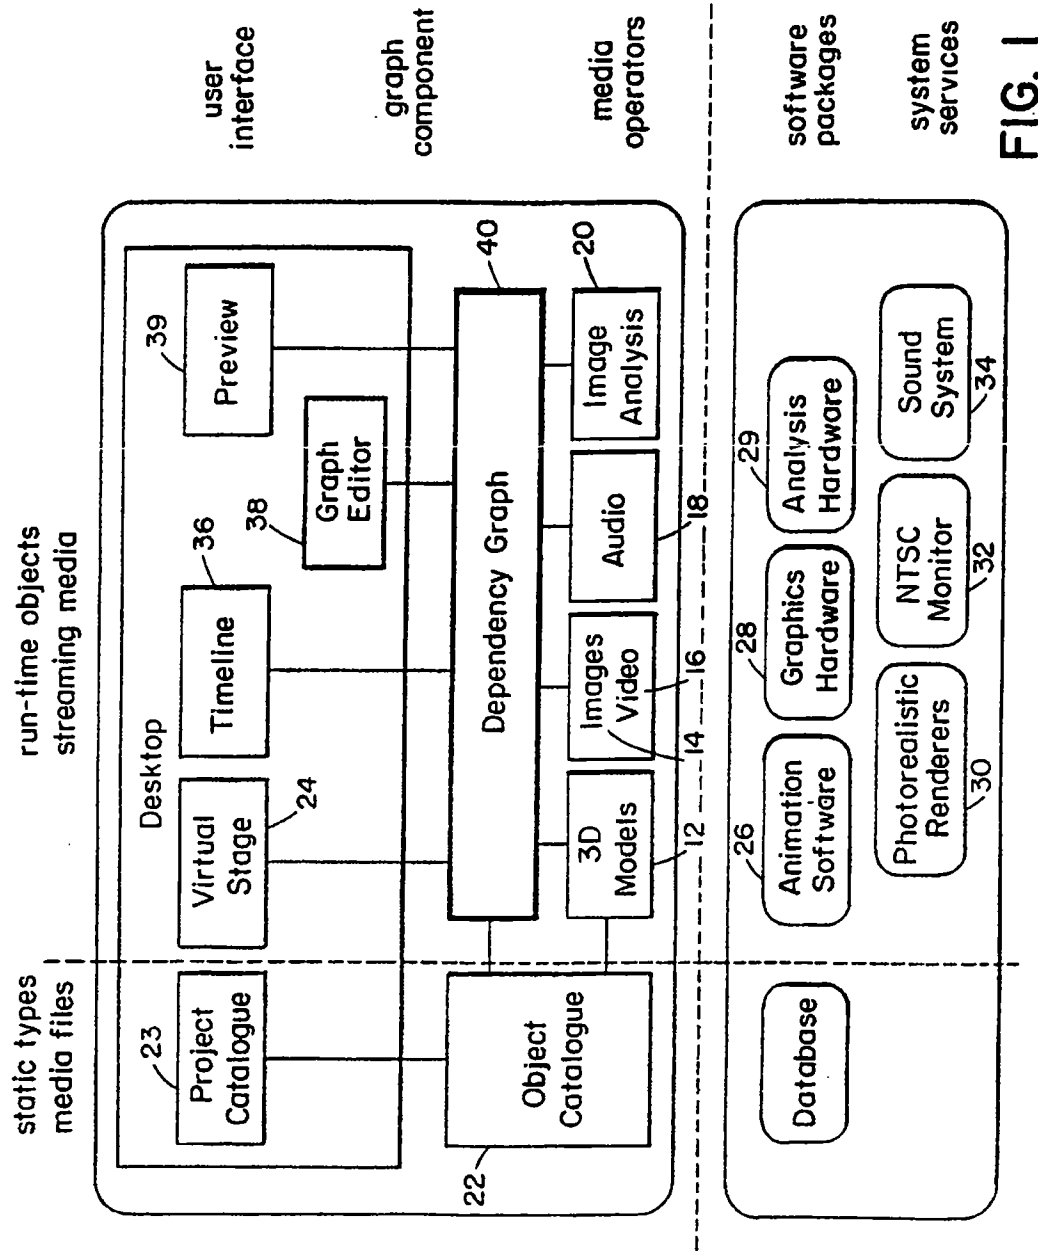 static types
media files
run-time objects
streaming media
user
interface
Desktop
23
Project
Catalogue
Virtual
Stage
24
Timeline
36
38
Graph
Editor
39
Preview
graph
component
22
Object
Catalogue
Dependency Graph
40
media
operators
3D
Models
12
Images
Video
14
16
Audio
18
Image
Analysis
20
software
packages
Database
26
Animation
Software
28
Graphics
Hardware
29
Analysis
Hardware
system
services
Photorealistic
Renderers
30
NTSC
Monitor
32
Sound
System
34
FIG. 1